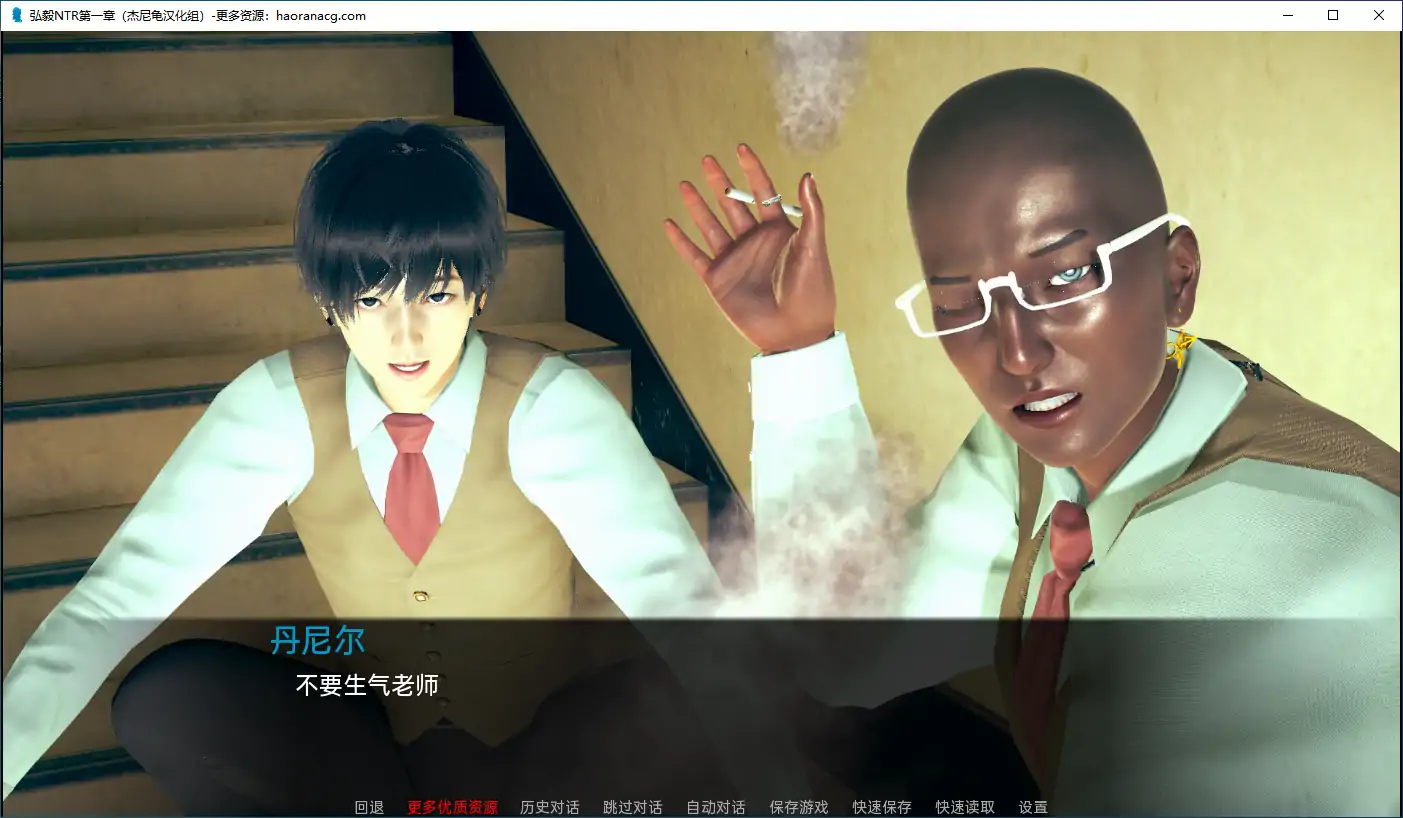 弘毅NTR第一章（杰尼龟汉化组）-更多资源：haoranacg.com
丹尼尔
不要生气老师
回退 更多优质资源 历史对话 跳过对话 自动对话 保存游戏 快速保存 快速读取 设置